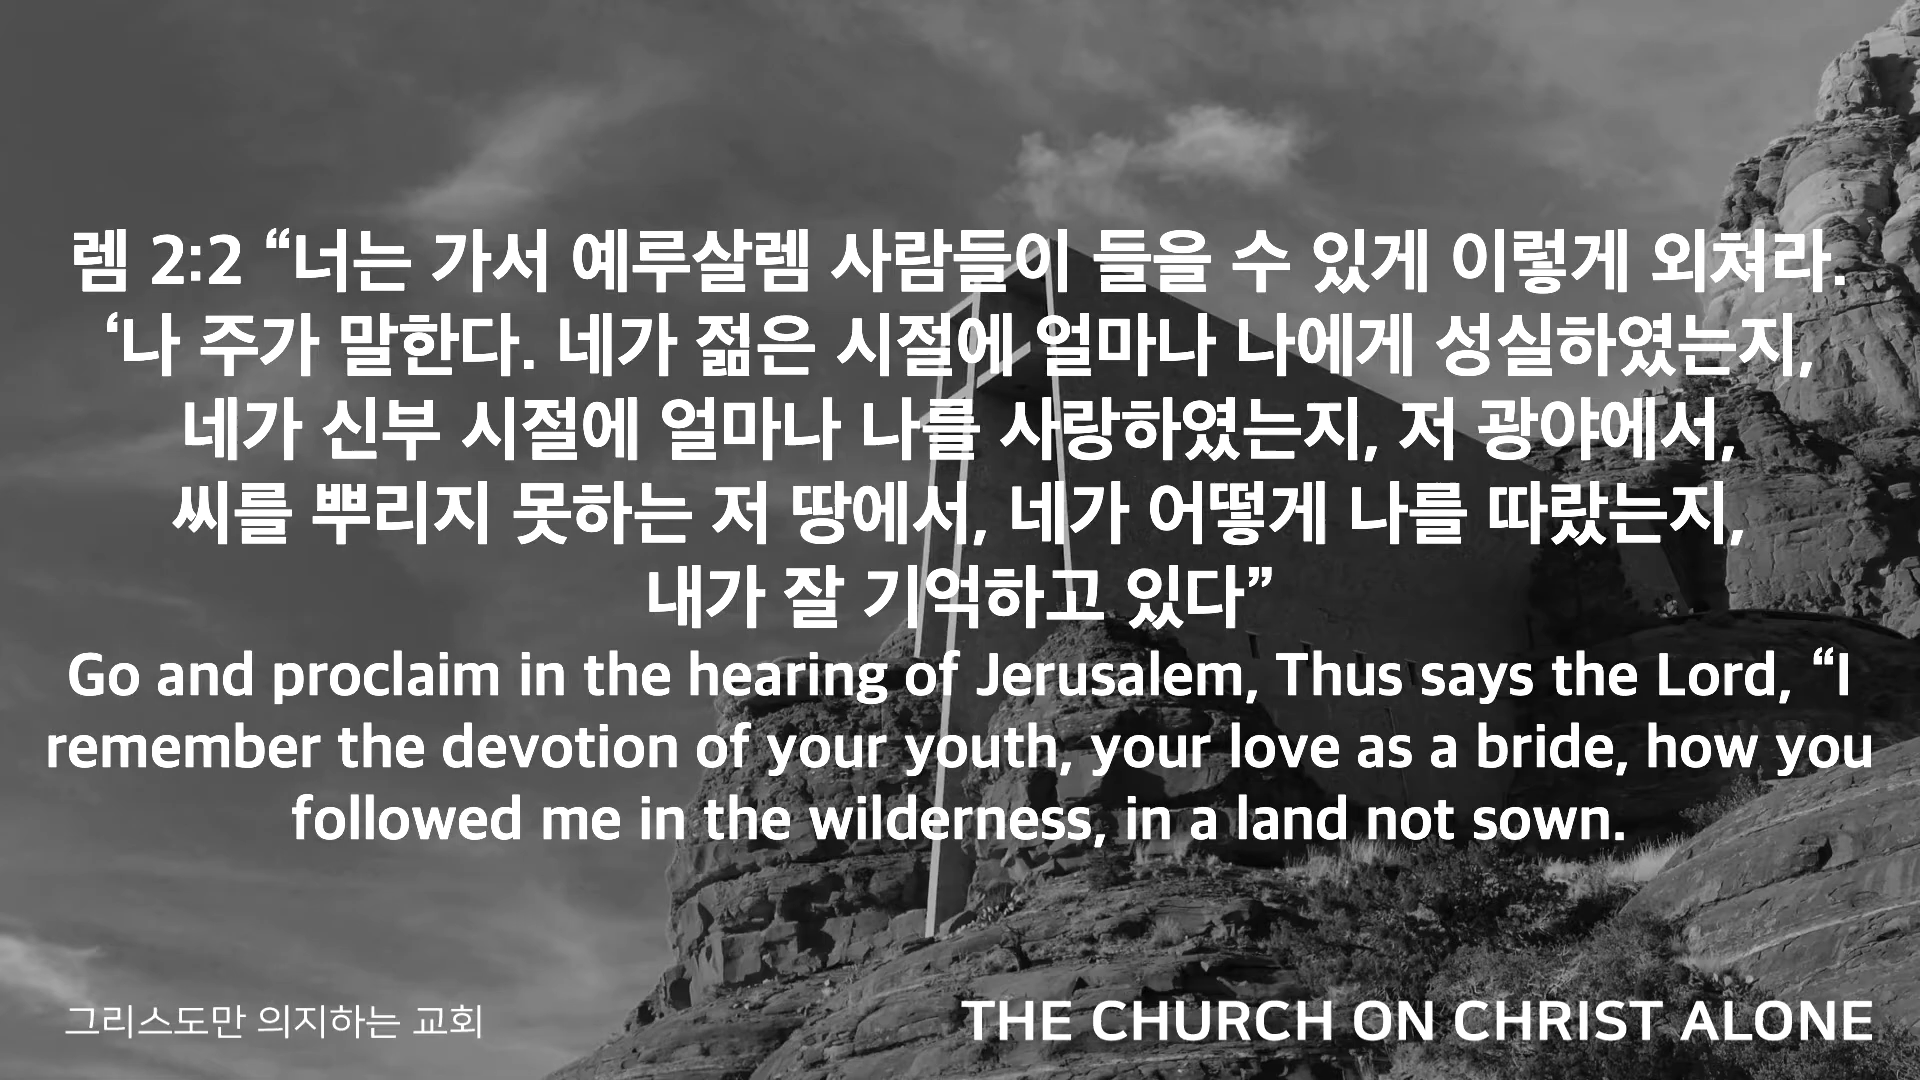 렘 2:2 “너는 가서 예루살렘 사람들이 들을 수 있게 이렇게 외쳐라.
‘나 주가 말한다. 네가 젊은 시절에 얼마나 나에게 성실하였는지,
네가 신부 시절에 얼마나 나를 사랑하였는지, 저 광야에서,
씨를 뿌리지 못하는 저 땅에서, 네가 어떻게 나를 따랐는지,
내가 잘 기억하고 있다”
Go and proclaim in the hearing of Jerusalem, Thus says the Lord, “I
remember the devotion of your youth, your love as a bride, how you
followed me in the wilderness, in a land not sown.
그리스도만 의지하는 교회
THE CHURCH ON CHRIST ALONE